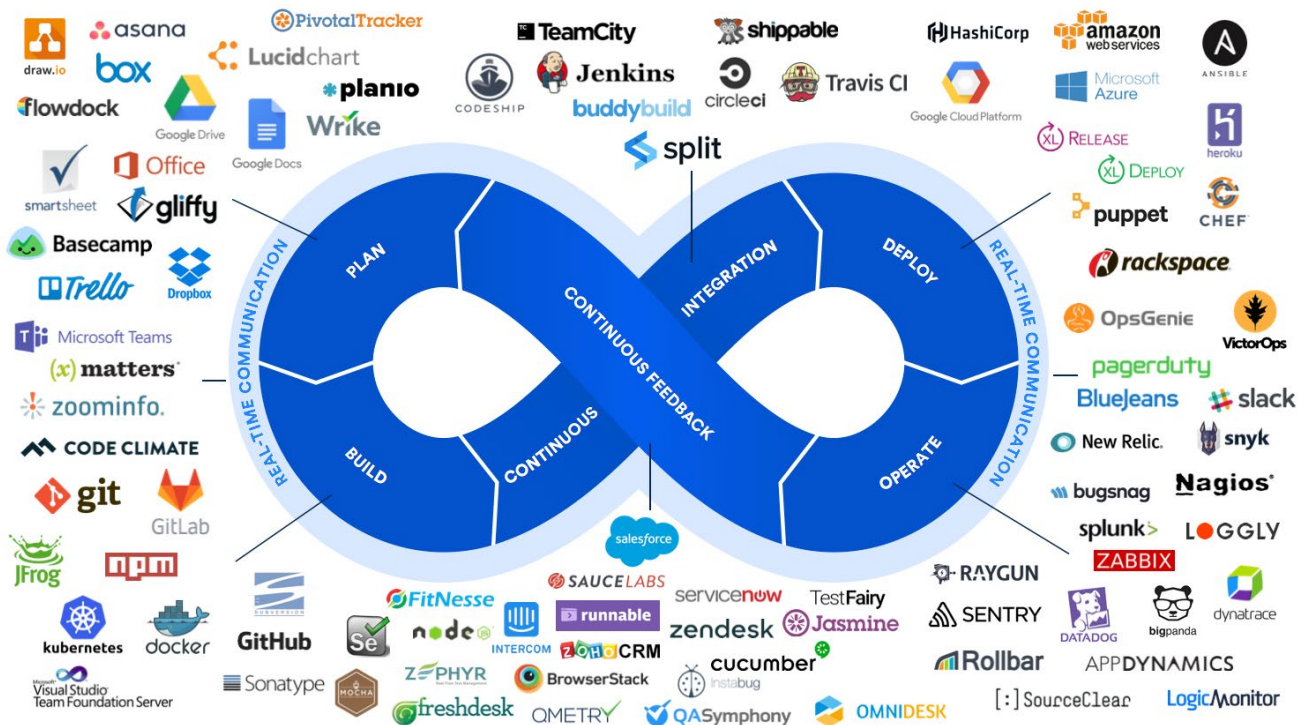 draw.io
asana
PivotalTracker
box
Lucidchart
flowdock
Google Drive
planio
Google Docs
Wrike
smartsheet
Office
gliffy
Basecamp
Trello
Dropbox
TC
TeamCity
shippable
CODESHIP
Jenkins
buddybuild
circleci
Travis CI
split
HashiCorp
amazon
web services
ANSIBLE
Google Cloud Platform
Microsoft
Azure
XL RELEASE
heroku
XL DEPLOY
puppet
CHEF
rackspace
PLAN
CONTINUOUS FEEDBACK
INTEGRATION
DEPLOY
BUILD
CONTINUOUS
OPERATE
REAL-TIME COMMUNICATION
REAL-TIME COMMUNICATION
Microsoft Teams
(x) matters
zoominfo.
CODE CLIMATE
git
GitLab
JFrog
npm
kubernetes
docker
SUBVERSION
GitHub
Microsoft
Visual Studio
Team Foundation Server
Sonatype
OpsGenie
VictorOps
pagerduty
BlueJeans
slack
New Relic.
snyk
bugsnag
Nagios
splunk>
LOGGLY
ZABBIX
RAYGUN
SENTRY
DATADOG
bigpanda
dynatrace
Rollbar
APPDYNAMICS
[:]SourceClear
LogicMonitor
salesforce
SAUCELABS
FitNesse
runnable
servicenow
TestFairy
Se
node
JS
INTERCOM
zendesk
Jasmine
ZOHO CRM
cucumber
MOCHA
ZEPHYR
BrowserStack
instabug
freshdesk
QMETRY
QASymphony
OMNIDESK